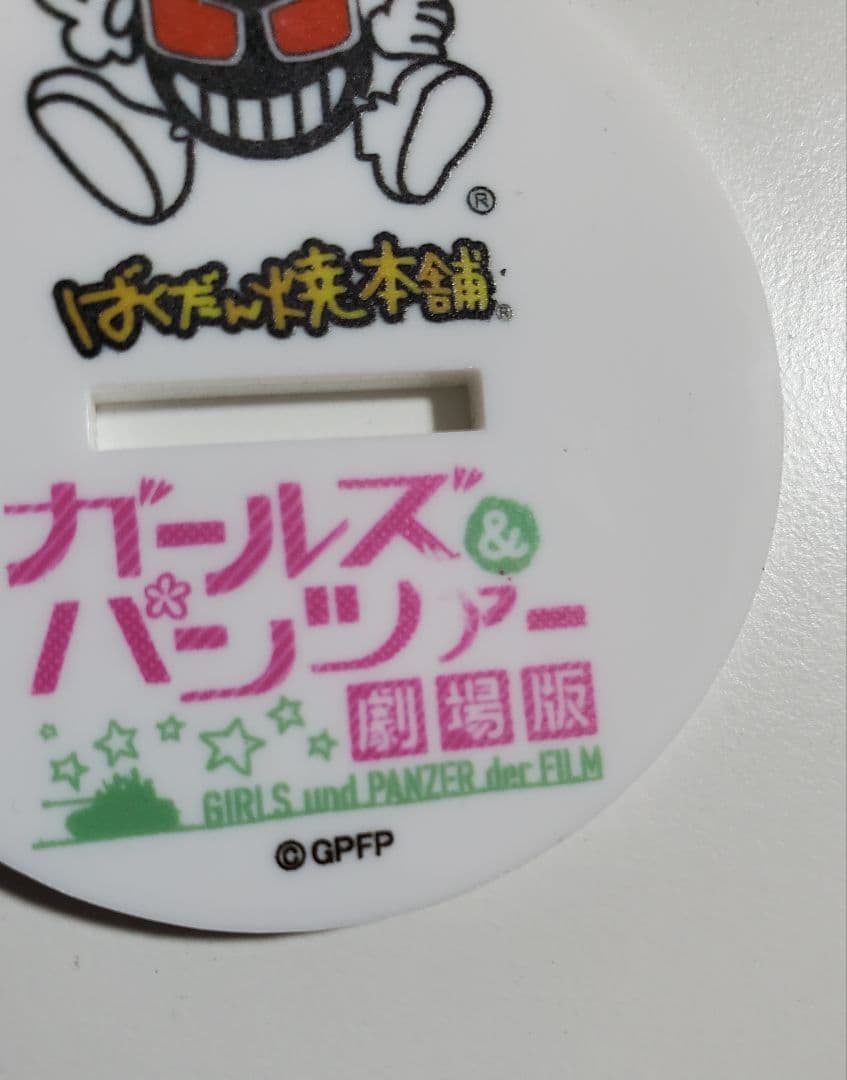 ®
ばくだん焼本舗®
ガールズ&
パンツァー
劇場版
GIRLS und PANZER der FILM
©GPFP